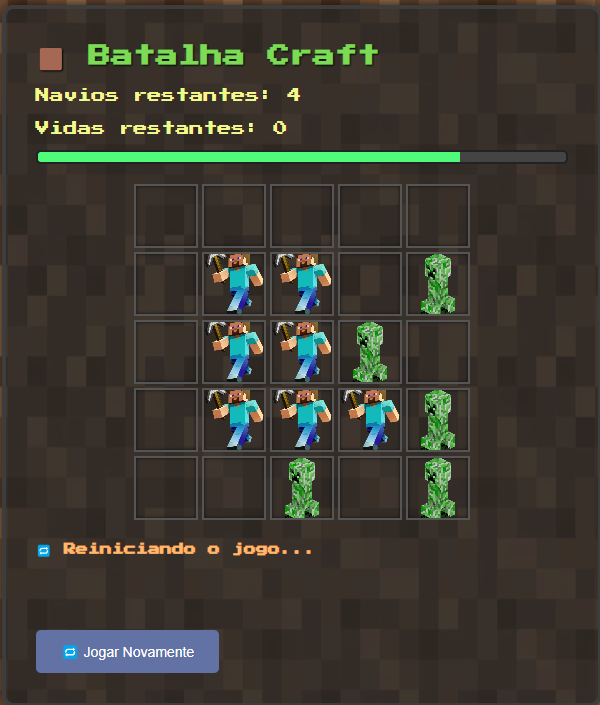 Batalha Craft
Navios restantes: 4
Vidas restantes: 0
Reiniciando o jogo...
Jogar Novamente